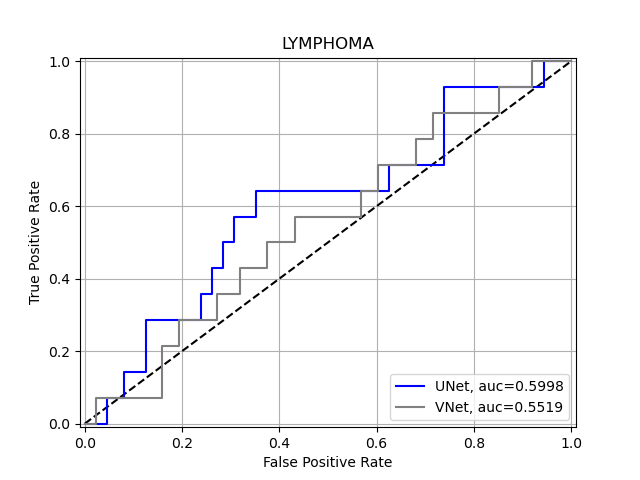 LYMPHOMA
1.0
0.8
0.6
0.4
0.2
0.0
True Positive Rate
UNet, auc=0.5998
VNet, auc=0.5519
0.0 0.2 0.4 0.6 0.8 1.0
False Positive Rate